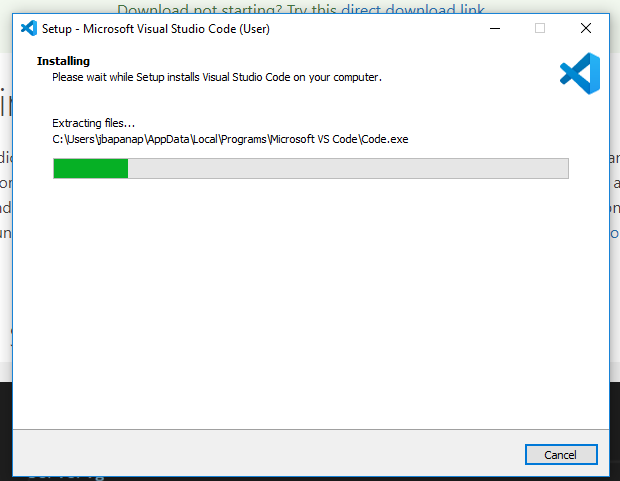 Download not starting? Try this direct download link
Setup - Microsoft Visual Studio Code (User)
Installing
Please wait while Setup installs Visual Studio Code on your computer.
Extracting files...
C:\Users\jbapanap\AppData\Local\Programs\Microsoft VS Code\Code.exe
Cancel